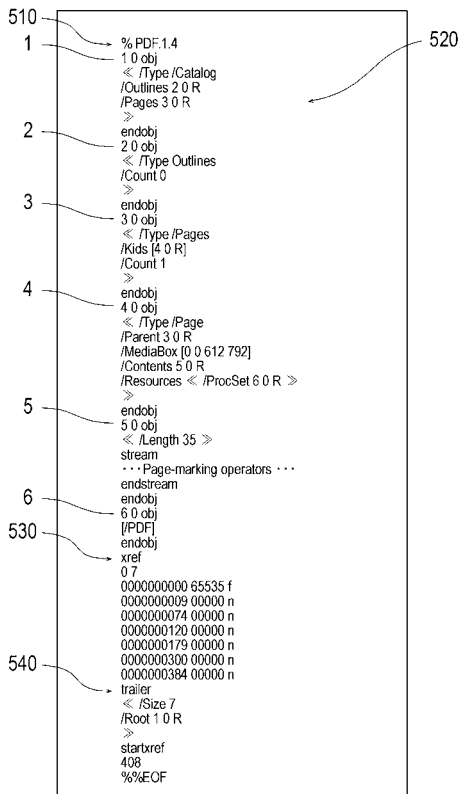 510
% PDF.1.4
1
1 0 obj
≪ /Type /Catalog
520
/Outlines 2 0 R
/Pages 3 0 R
≫
endobj
2
2 0 obj
≪ /Type Outlines
/Count 0
≫
endobj
3
3 0 obj
≪ /Type /Pages
/Kids [4 0 R]
/Count 1
≫
endobj
4
4 0 obj
≪ /Type /Page
/Parent 3 0 R
/MediaBox [0 0 612 792]
/Contents 5 0 R
/Resources ≪ /ProcSet 6 0 R ≫
≫
endobj
5
5 0 obj
≪ /Length 35 ≫
stream
··· Page-marking operators ···
endstream
endobj
6
6 0 obj
[/PDF]
endobj
530
xref
0 7
0000000000 65535 f
0000000009 00000 n
0000000074 00000 n
0000000120 00000 n
0000000179 00000 n
0000000300 00000 n
0000000384 00000 n
540
trailer
≪ /Size 7
/Root 1 0 R
≫
startxref
408
%%EOF